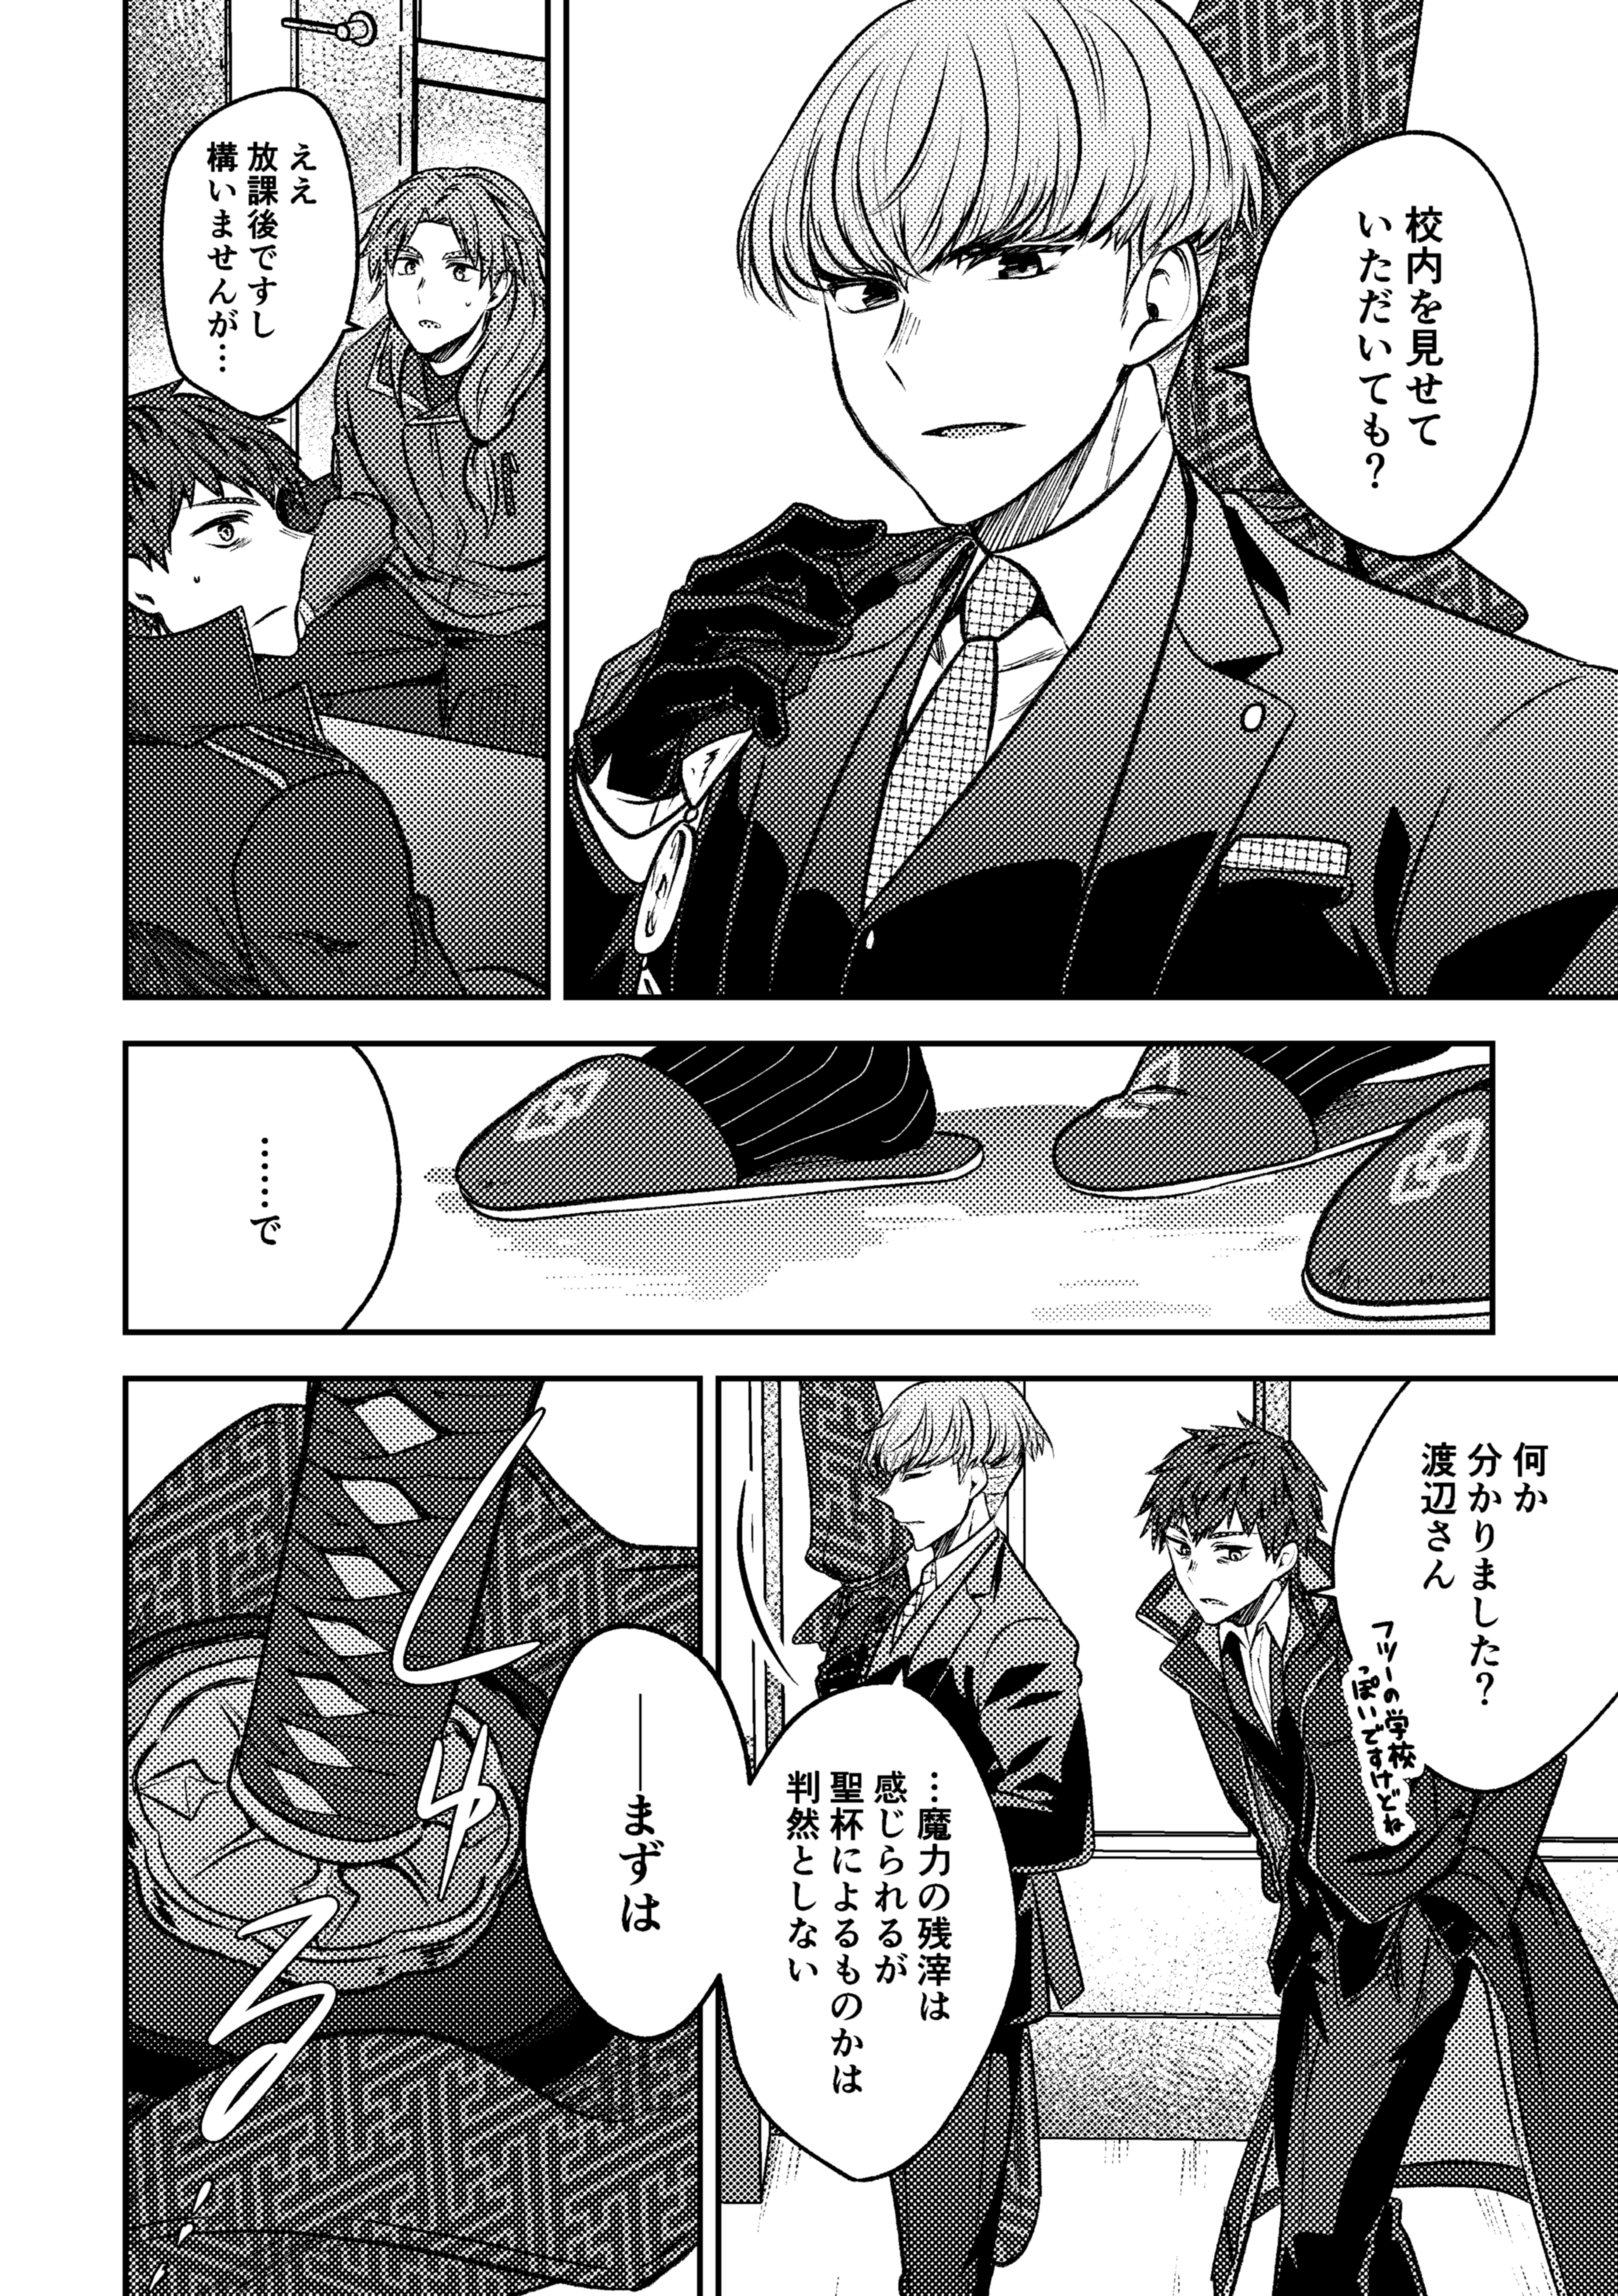 校内を見せて
いただいても？
ええ
放課後ですし
構いませんが…
……で
何か
分かりました？
渡辺さん
フツーの学校
っぽいですけどね
…魔力の残滓は
感じられるが
聖杯によるものかは
判然としない
――まずは